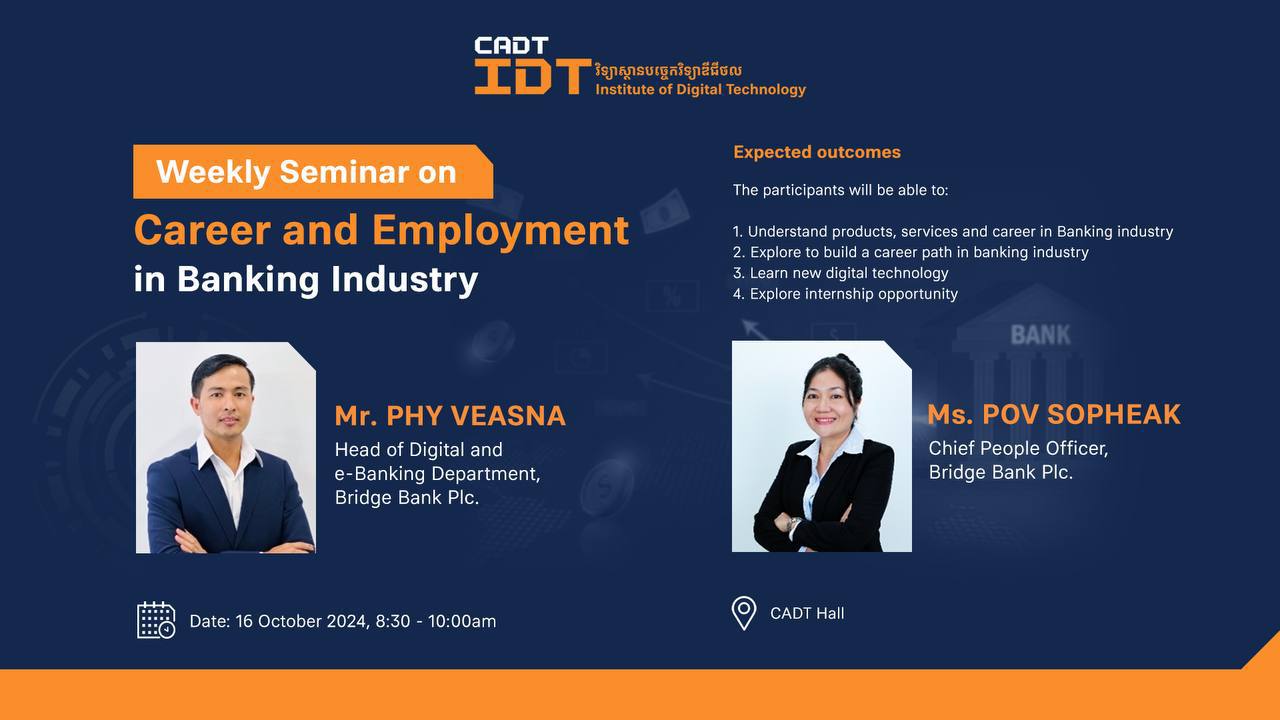 CADT
IDT
វិទ្យាស្ថានបច្ចេកវិទ្យាឌីជីថល
Institute of Digital Technology
Weekly Seminar on
Career and Employment
in Banking Industry
Expected outcomes
The participants will be able to:
1. Understand products, services and career in Banking industry
2. Explore to build a career path in banking industry
3. Learn new digital technology
4. Explore internship opportunity
BANK
Mr. PHY VEASNA
Head of Digital and
e-Banking Department,
Bridge Bank Plc.
Ms. POV SOPHEAK
Chief People Officer,
Bridge Bank Plc.
Date: 16 October 2024, 8:30 - 10:00am
CADT Hall